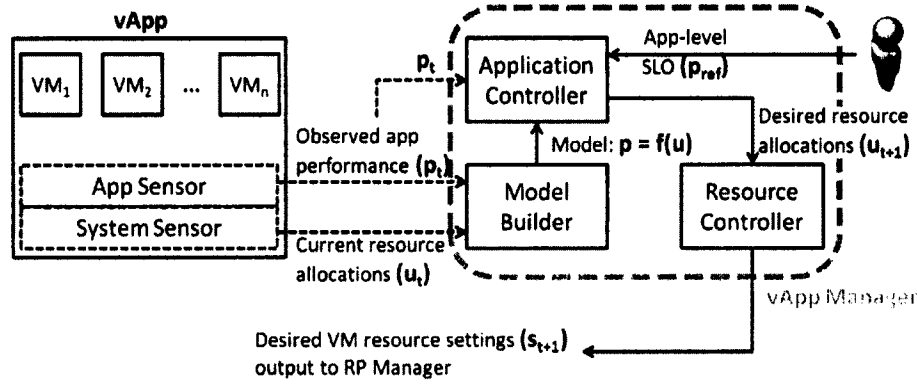 vApp
VM1
VM2
...
VMn
App Sensor
System Sensor
pt
Observed app
performance (pt)
Current resource
allocations (ut)
Application
Controller
Model: p = f(u)
Model
Builder
App-level
SLO (pref)
Desired resource
allocations (ut+1)
Resource
Controller
vApp Manager
Desired VM resource settings (st+1)
output to RP Manager